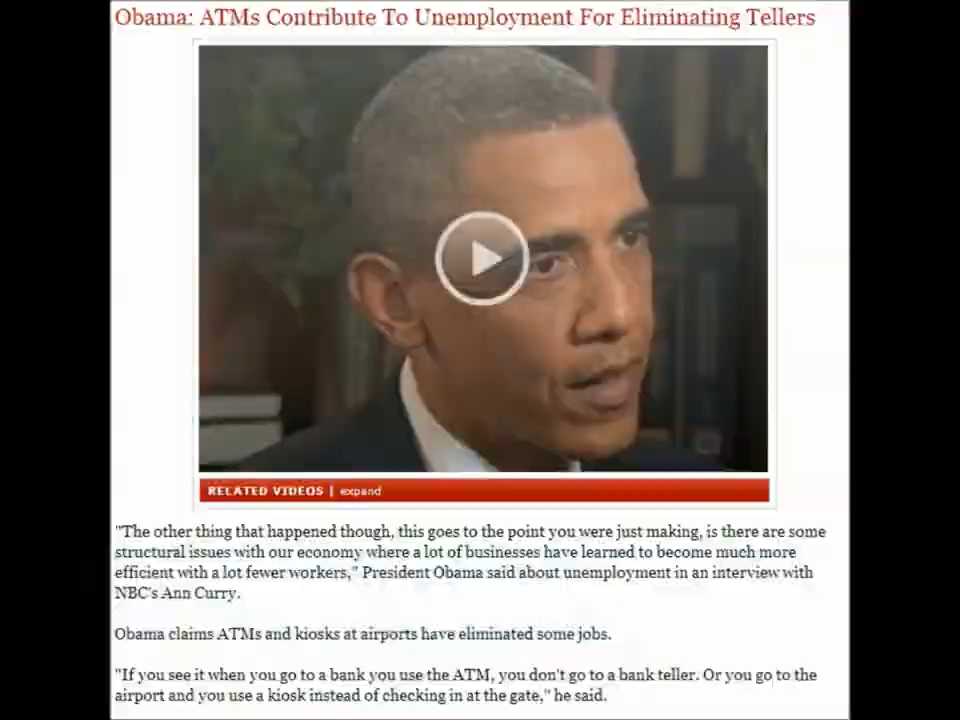 Obama: ATMs Contribute To Unemployment For Eliminating Tellers
RELATED VIDEOS | expand
"The other thing that happened though, this goes to the point you were just making, is there are some
structural issues with our economy where a lot of businesses have learned to become much more
efficient with a lot fewer workers," President Obama said about unemployment in an interview with
NBC's Ann Curry.
Obama claims ATMs and kiosks at airports have eliminated some jobs.
"If you see it when you go to a bank you use the ATM, you don't go to a bank teller. Or you go to the
airport and you use a kiosk instead of checking in at the gate," he said.